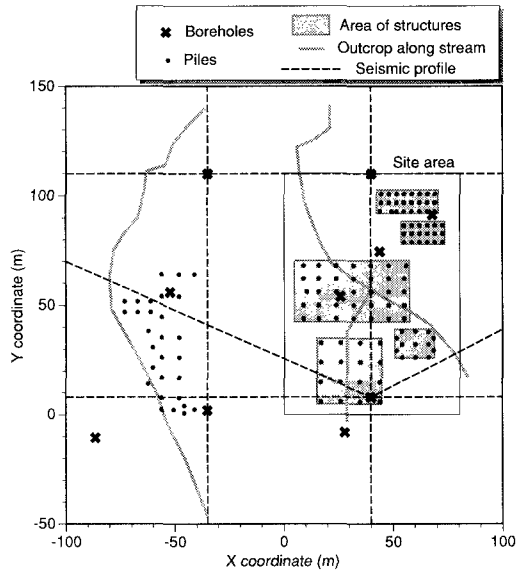 Boreholes
Piles
Area of structures
Outcrop along stream
Seismic profile
Site area
150
100
50
0
-50
-100
-50
0
50
100
Y coordinate (m)
X coordinate (m)